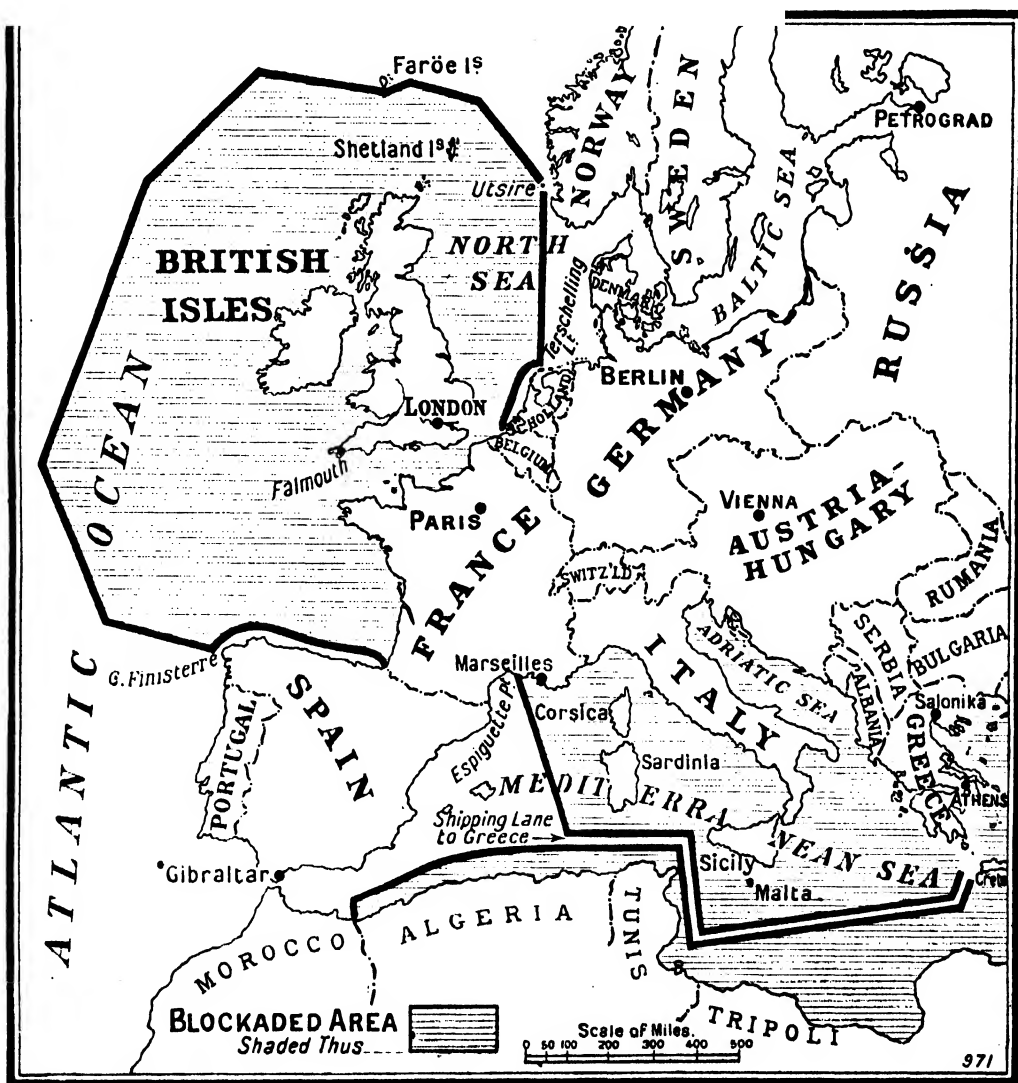 Faröe Iˢ
Shetland Iˢ
Utsire
NORWAY
SWEDEN
PETROGRAD
BALTIC SEA
RUSSIA
NORTH
SEA
BRITISH
ISLES
DENMARK
Terschelling
Lᵗ
BERLIN
GERMANY
HOLLAND
LONDON
BELGIUM
Falmouth
ATLANTIC OCEAN
PARIS
FRANCE
VIENNA
AUSTRIA-
HUNGARY
SWITZ'LD
RUMANIA
SERBIA
BULGARIA
ADRIATIC SEA
ITALY
ALBANIA
Salonika
GREECE
ATHENS
C. Finisterre
Marseilles
Corsica
SPAIN
PORTUGAL
Espiguette Pᵗ
Sardinia
MEDITERRANEAN SEA
Shipping Lane
to Greece
Gibraltar
Sicily
Malta
Crete
MOROCCO
ALGERIA
TUNIS
TRIPOLI
BLOCKADED AREA
Shaded Thus
Scale of Miles.
0 50 100 200 300 400 500
971